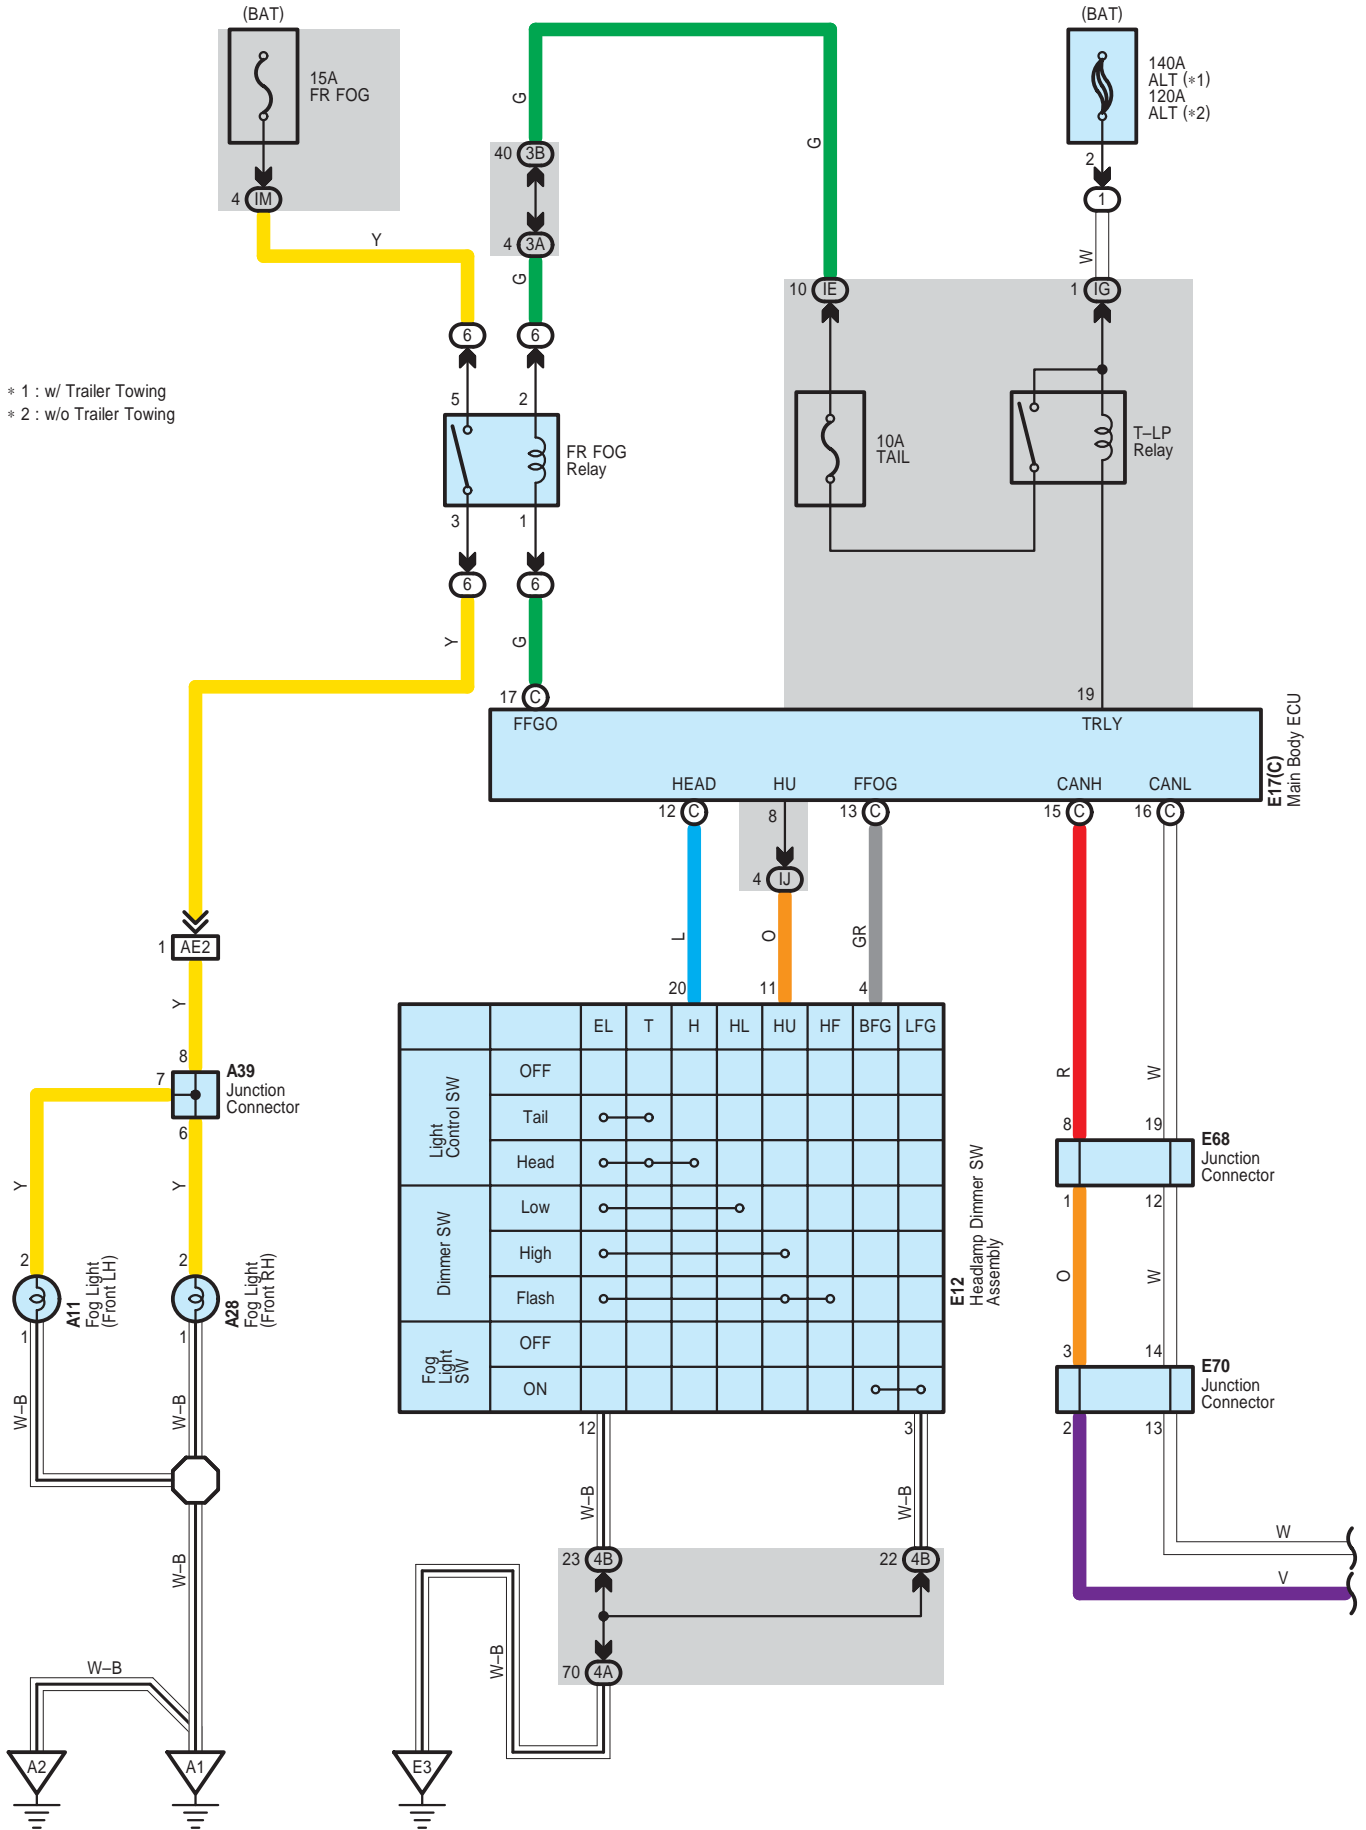 (BAT)
(BAT)
15A
FR FOG
140A
ALT (*1)
120A
ALT (*2)
G
G
40
3B
2
4
IM
1
Y
4
3A
W
G
10
IE
1
IG
6
6
* 1 : w/ Trailer Towing
* 2 : w/o Trailer Towing
5
2
FR FOG
Relay
10A
TAIL
T–LP
Relay
3
1
6
6
Y
G
17
C
19
FFGO
TRLY
HEAD
HU
FFOG
CANH
CANL
E17(C)
Main Body ECU
12
C
8
13
C
15
C
16
C
4
IJ
L
O
GR
1
AE2
Y
20
11
4
EL
T
H
HL
HU
HF
BFG
LFG
Light
Control SW
OFF
Tail
Head
Dimmer SW
Low
High
Flash
Fog
Light
SW
OFF
ON
E12
Headlamp Dimmer SW
Assembly
8
7
A39
Junction
Connector
6
R
W
8
19
E68
Junction
Connector
1
12
Y
Y
O
W
2
2
A11
Fog Light
(Front LH)
A28
Fog Light
(Front RH)
1
1
3
14
E70
Junction
Connector
2
13
W–B
W–B
12
3
W–B
W–B
W
V
23
4B
22
4B
W–B
W–B
W–B
70
4A
A2
A1
E3